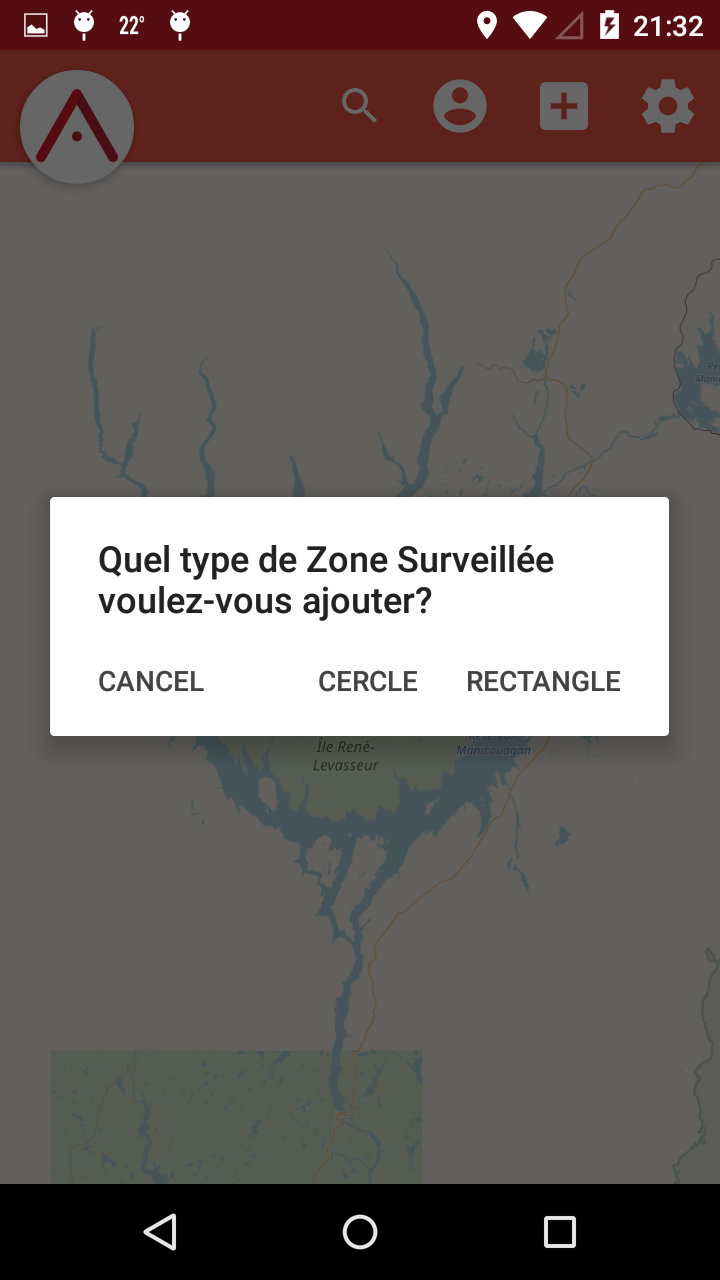 22° 21:32
Quel type de Zone Surveillée
voulez-vous ajouter?
CANCEL CERCLE RECTANGLE
Île René-
Levasseur
Manicouagan